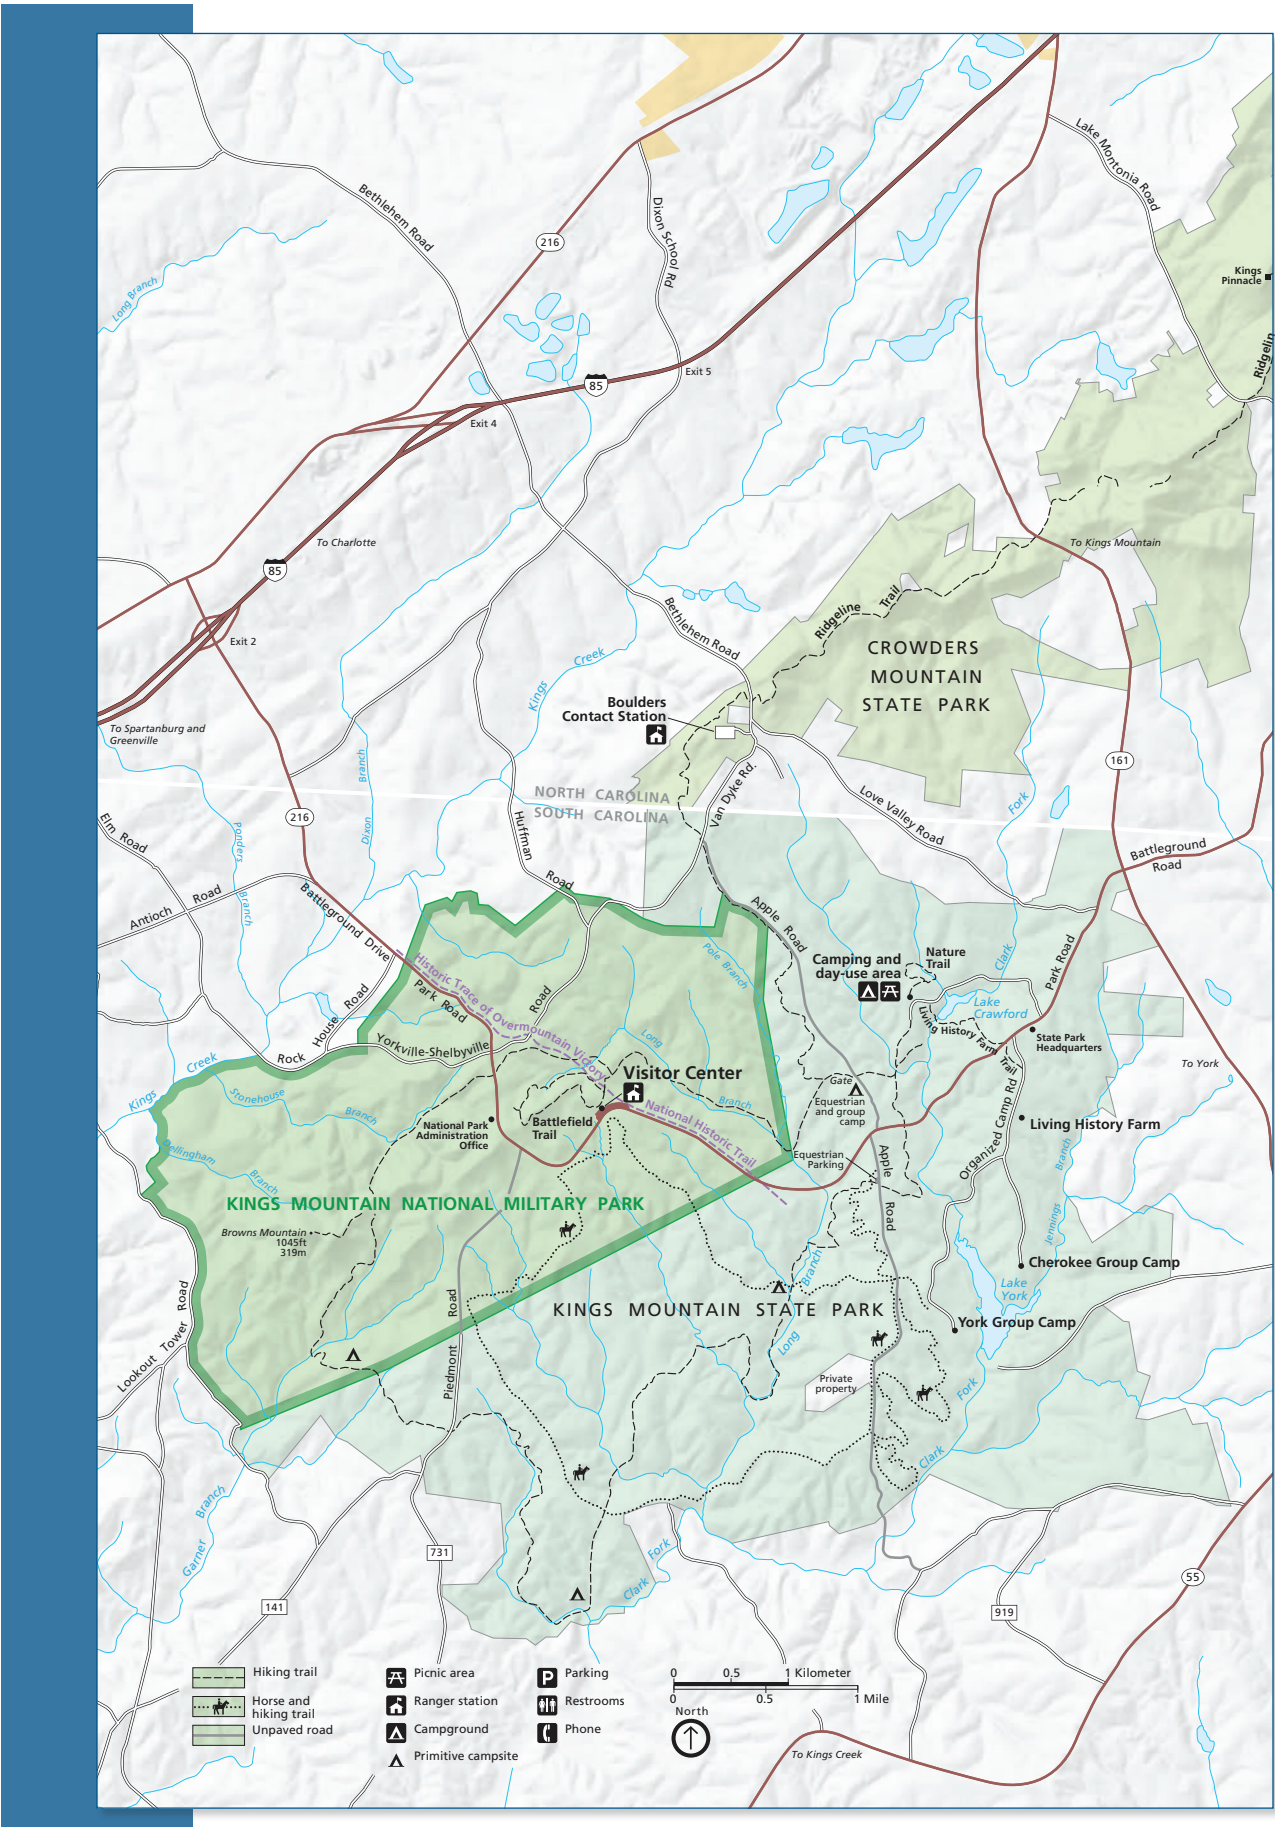 Lake Montonia Road
Bethlehem Road
Dixon School Rd
216
Kings
Pinnacle
Long Branch
Ridgelin
Exit 5
85
Exit 4
To Charlotte
To Kings Mountain
85
Bethlehem Road
Ridgeline Trail
Exit 2
CROWDERS
MOUNTAIN
STATE PARK
Kings Creek
Boulders
Contact Station
To Spartanburg and
Greenville
161
Dixon Branch
Van Dyke Rd.
NORTH CAROLINA
SOUTH CAROLINA
Love Valley Road
Fork
216
Elm Road
Huffman Road
Ponders Branch
Battleground
Road
Antioch Road
Battleground Drive
Apple Road
Pole Branch
Nature
Trail
Camping and
day-use area
Clark
Park Road
Historic Trace of Overmountain Victory
National Historic Trail
Park Road
Road
House Road
Lake
Crawford
Living History Farm Trail
State Park
Headquarters
Yorkville-Shelbyville
Long Branch
Rock
Kings Creek
To York
Visitor Center
Gate
Equestrian
and group
camp
Stonehouse Branch
National Park
Administration
Office
Battlefield
Trail
Organized Camp Rd
Living History Farm
Dellingham Branch
Equestrian
Parking
Apple Road
Jennings Branch
KINGS MOUNTAIN NATIONAL MILITARY PARK
Browns Mountain
1045ft
319m
Cherokee Group Camp
Long Branch
Lake
York
KINGS MOUNTAIN STATE PARK
York Group Camp
Lookout Tower Road
Piedmont Road
Private
property
Clark Fork
Garner Branch
Clark Fork
731
55
141
919
Hiking trail
Horse and
hiking trail
Unpaved road
Picnic area
Ranger station
Campground
Primitive campsite
P
Parking
Restrooms
Phone
0 0.5 1 Kilometer
0 0.5 1 Mile
North
To Kings Creek